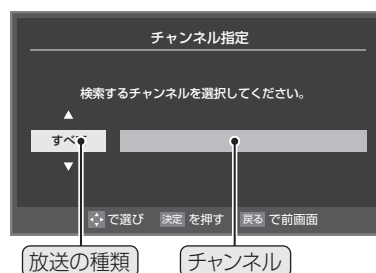 チャンネル指定
検索するチャンネルを選択してください。
すべて
で選び 決定 を押す 戻る で前画面
放送の種類 チャンネル